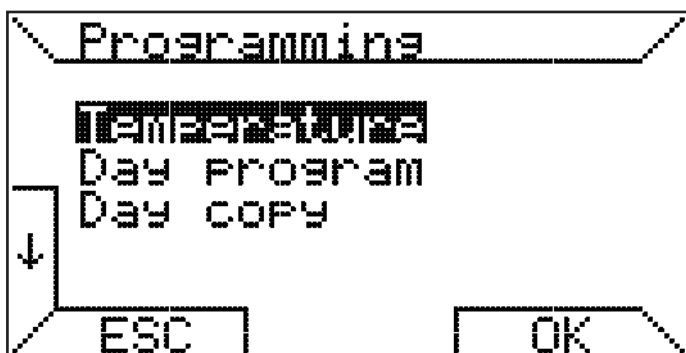 Programming
Temperature
Day program
Day copy
↓
ESC OK